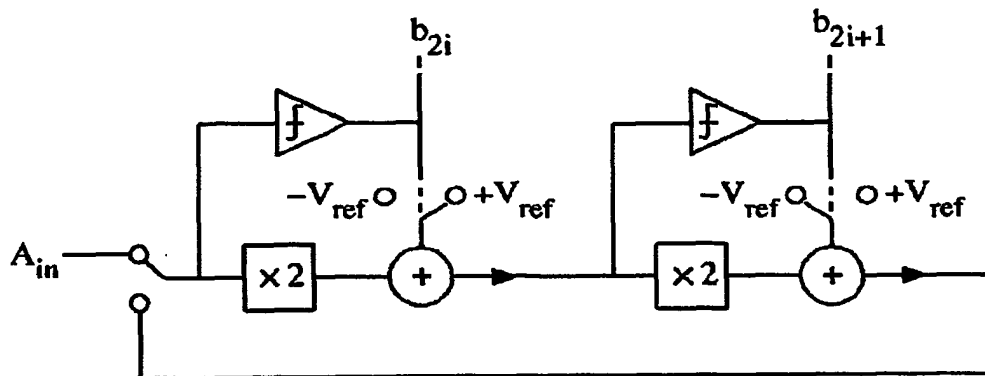 b2i
b2i+1
−Vref
+Vref
−Vref
+Vref
Ain
×2
+
×2
+